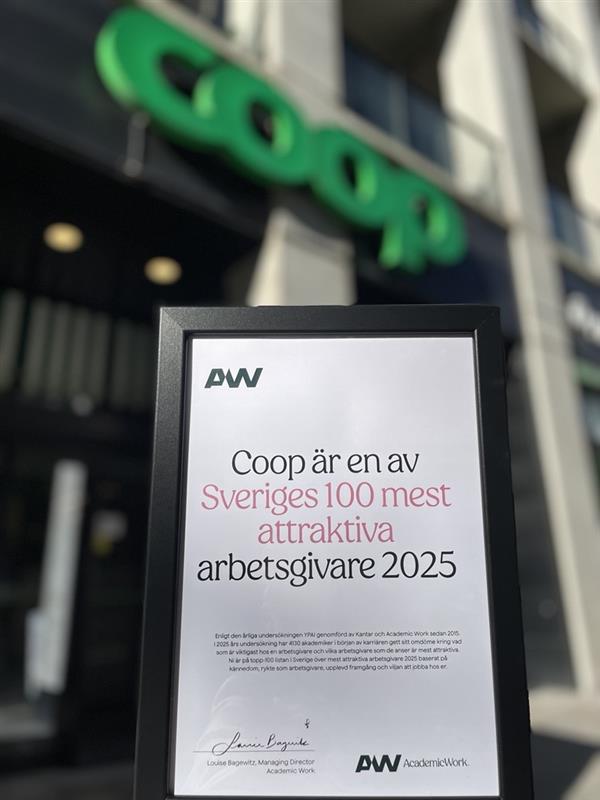 coop
AW
Coop är en av
Sveriges 100 mest
attraktiva
arbetsgivare 2025
Enligt den årliga undersökningen YPAI genomförd av Kantar och Academic Work sedan 2015.
I 2025 års undersökning har 4130 akademiker i början av karriären gett sitt omdöme kring vad
som är viktigast hos en arbetsgivare och vilka arbetsgivare som de anser är mest attraktiva.
Ni är på topp-100 listan i Sverige över mest attraktiva arbetsgivare 2025 baserat på
kännedom, rykte som arbetsgivare, upplevd framgång och viljan att jobba hos er.
Louise Bagewitz
Louise Bagewitz, Managing Director
Academic Work
AW AcademicWork.